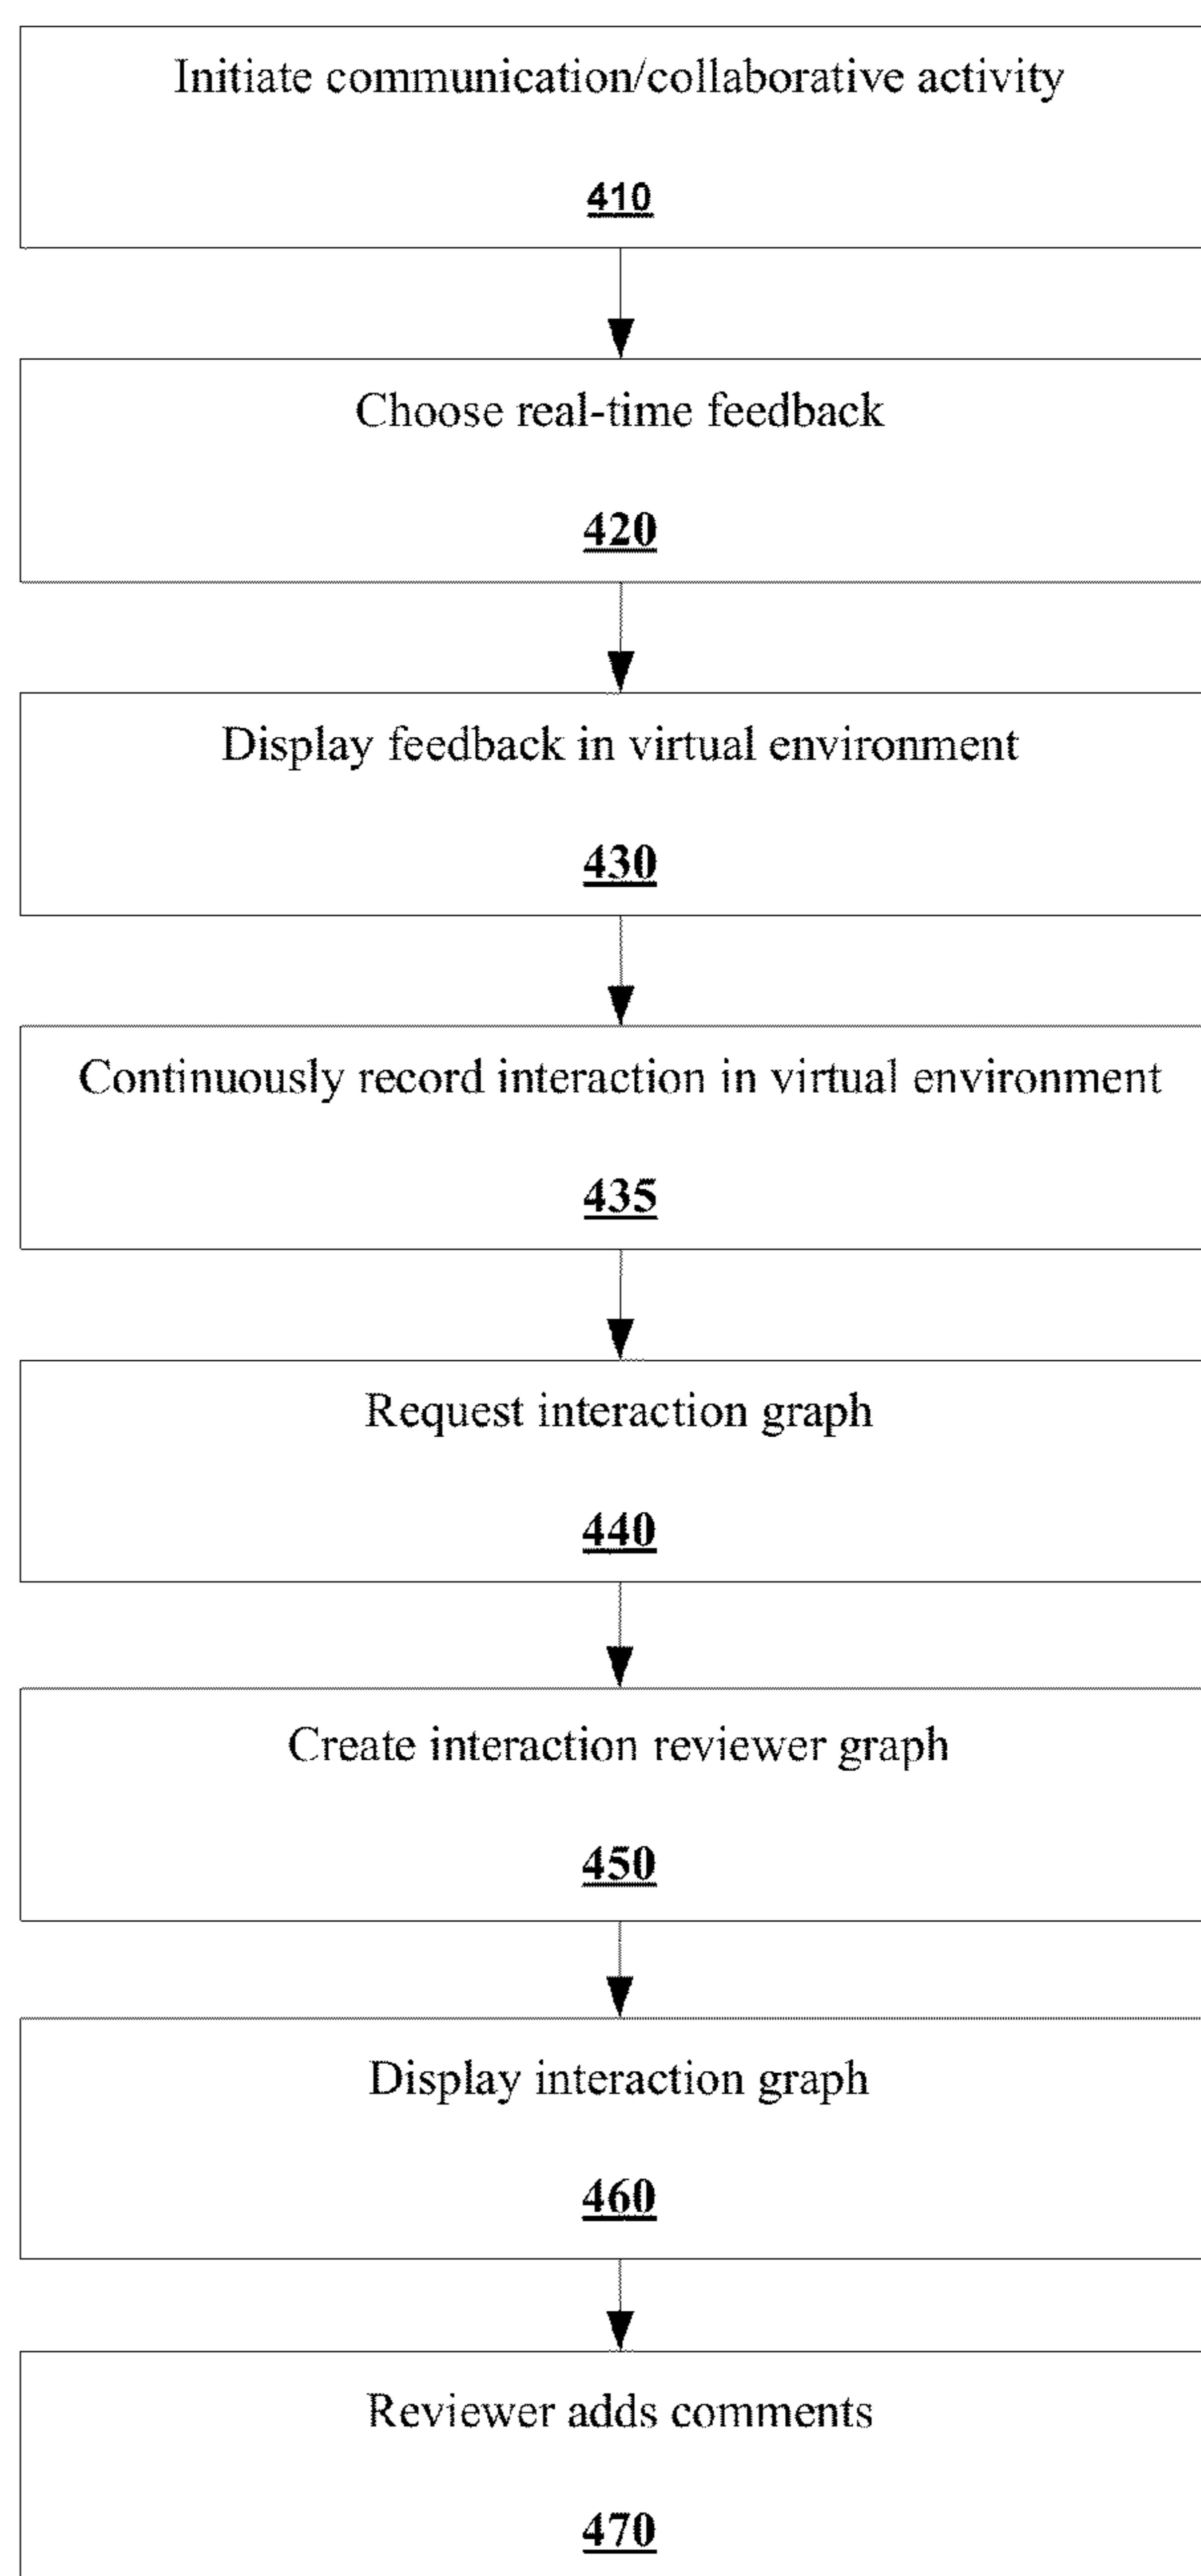 Initiate communication/collaborative activity
410
Choose real-time feedback
420
Display feedback in virtual environment
430
Continuously record interaction in virtual environment
435
Request interaction graph
440
Create interaction reviewer graph
450
Display interaction graph
460
Reviewer adds comments
470